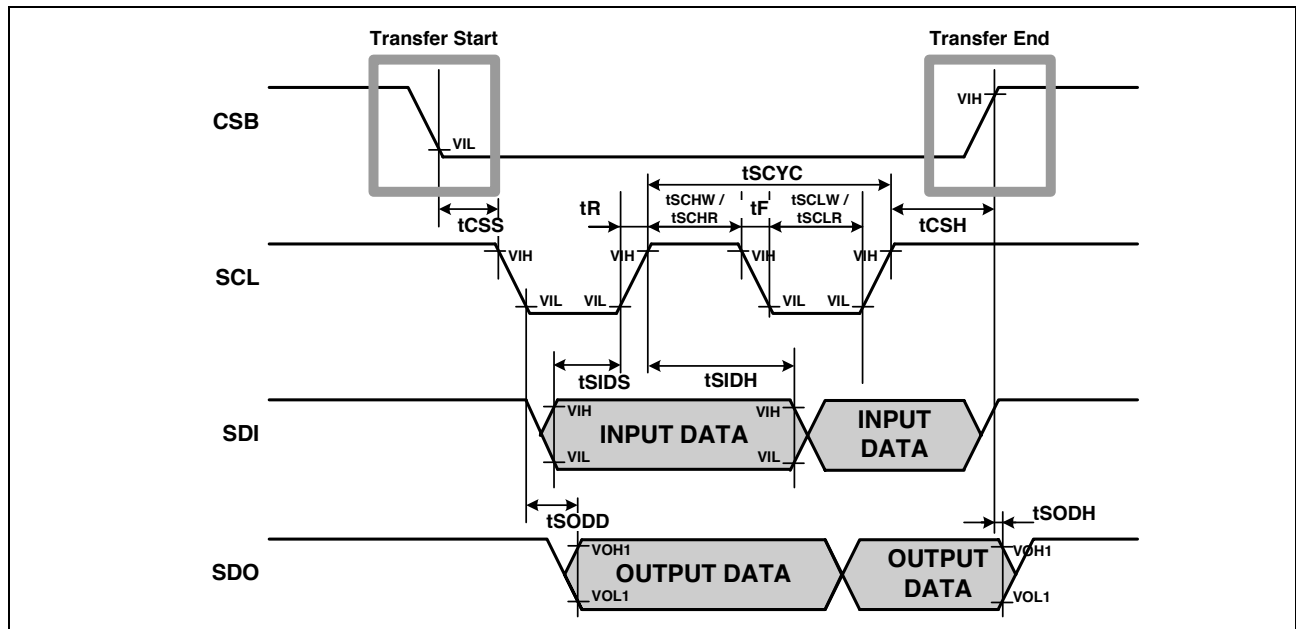 Transfer Start
Transfer End
CSB
VIL
VIH
tSCYC
tCSS
tR
tSCHW /
tSCHR
tF
tSCLW /
tSCLR
tCSH
SCL
VIH
VIL
VIL
VIH
VIH
VIL
VIL
VIH
tSIDS
tSIDH
SDI
VIH
VIL
INPUT DATA
VIH
VIL
INPUT
DATA
tSODD
tSODH
SDO
VOH1
VOL1
OUTPUT DATA
OUTPUT
DATA
VOH1
VOL1